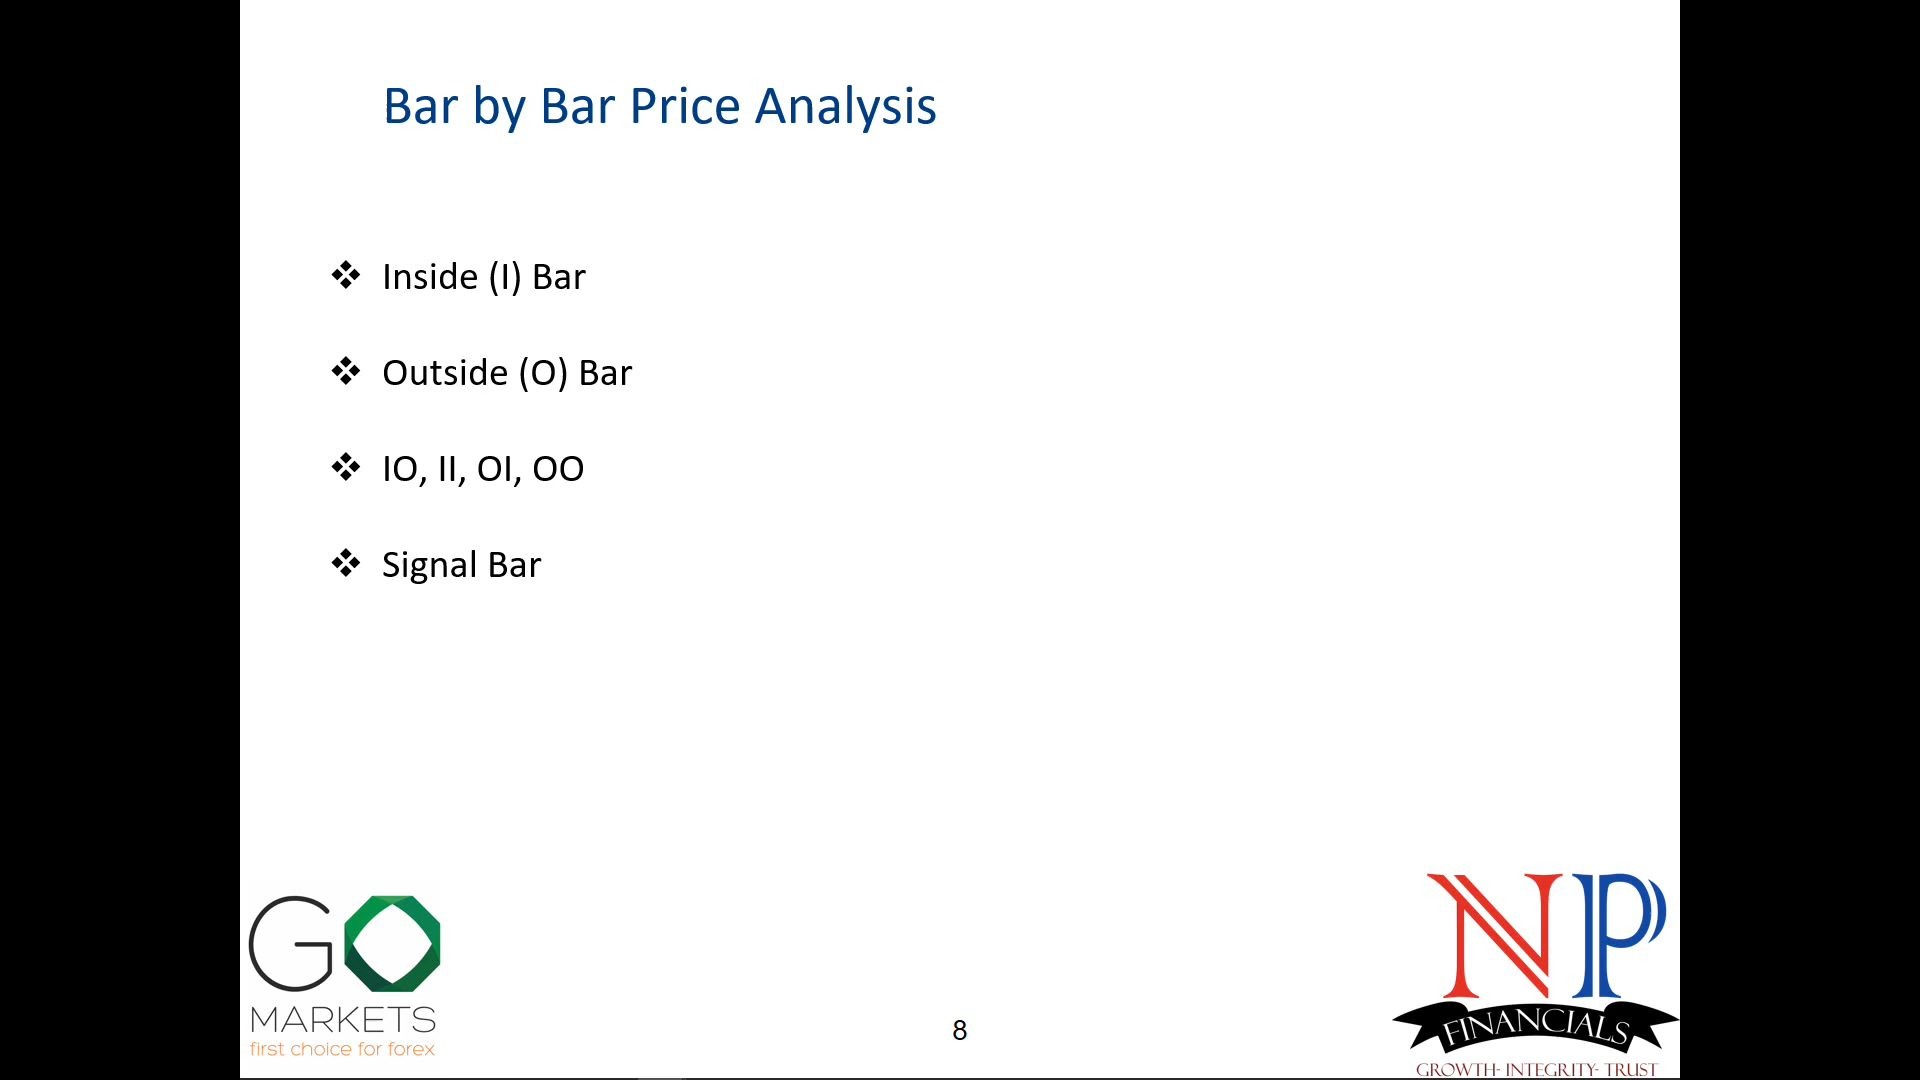 Bar by Bar Price Analysis
❖ Inside (I) Bar
❖ Outside (O) Bar
❖ IO, II, OI, OO
❖ Signal Bar
GO
MARKETS
first choice for forex
8
NP
FINANCIALS
GROWTH- INTEGRITY- TRUST